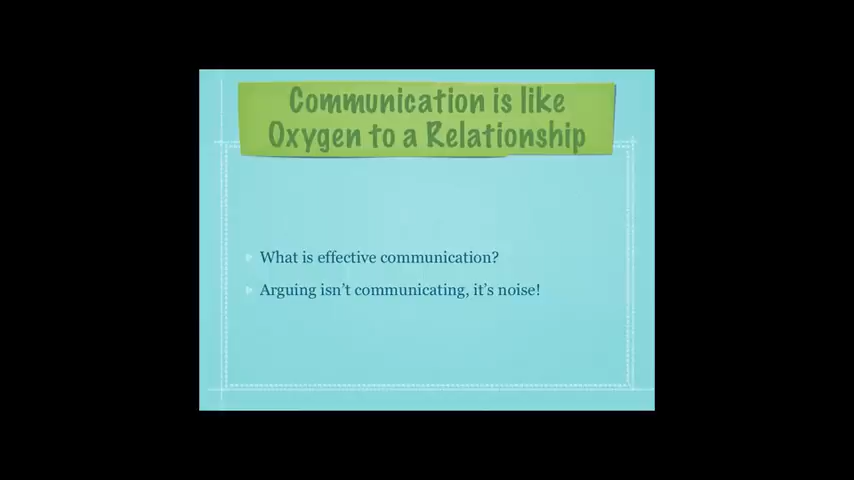 Communication is like
Oxygen to a Relationship
What is effective communication?
Arguing isn’t communicating, it’s noise!